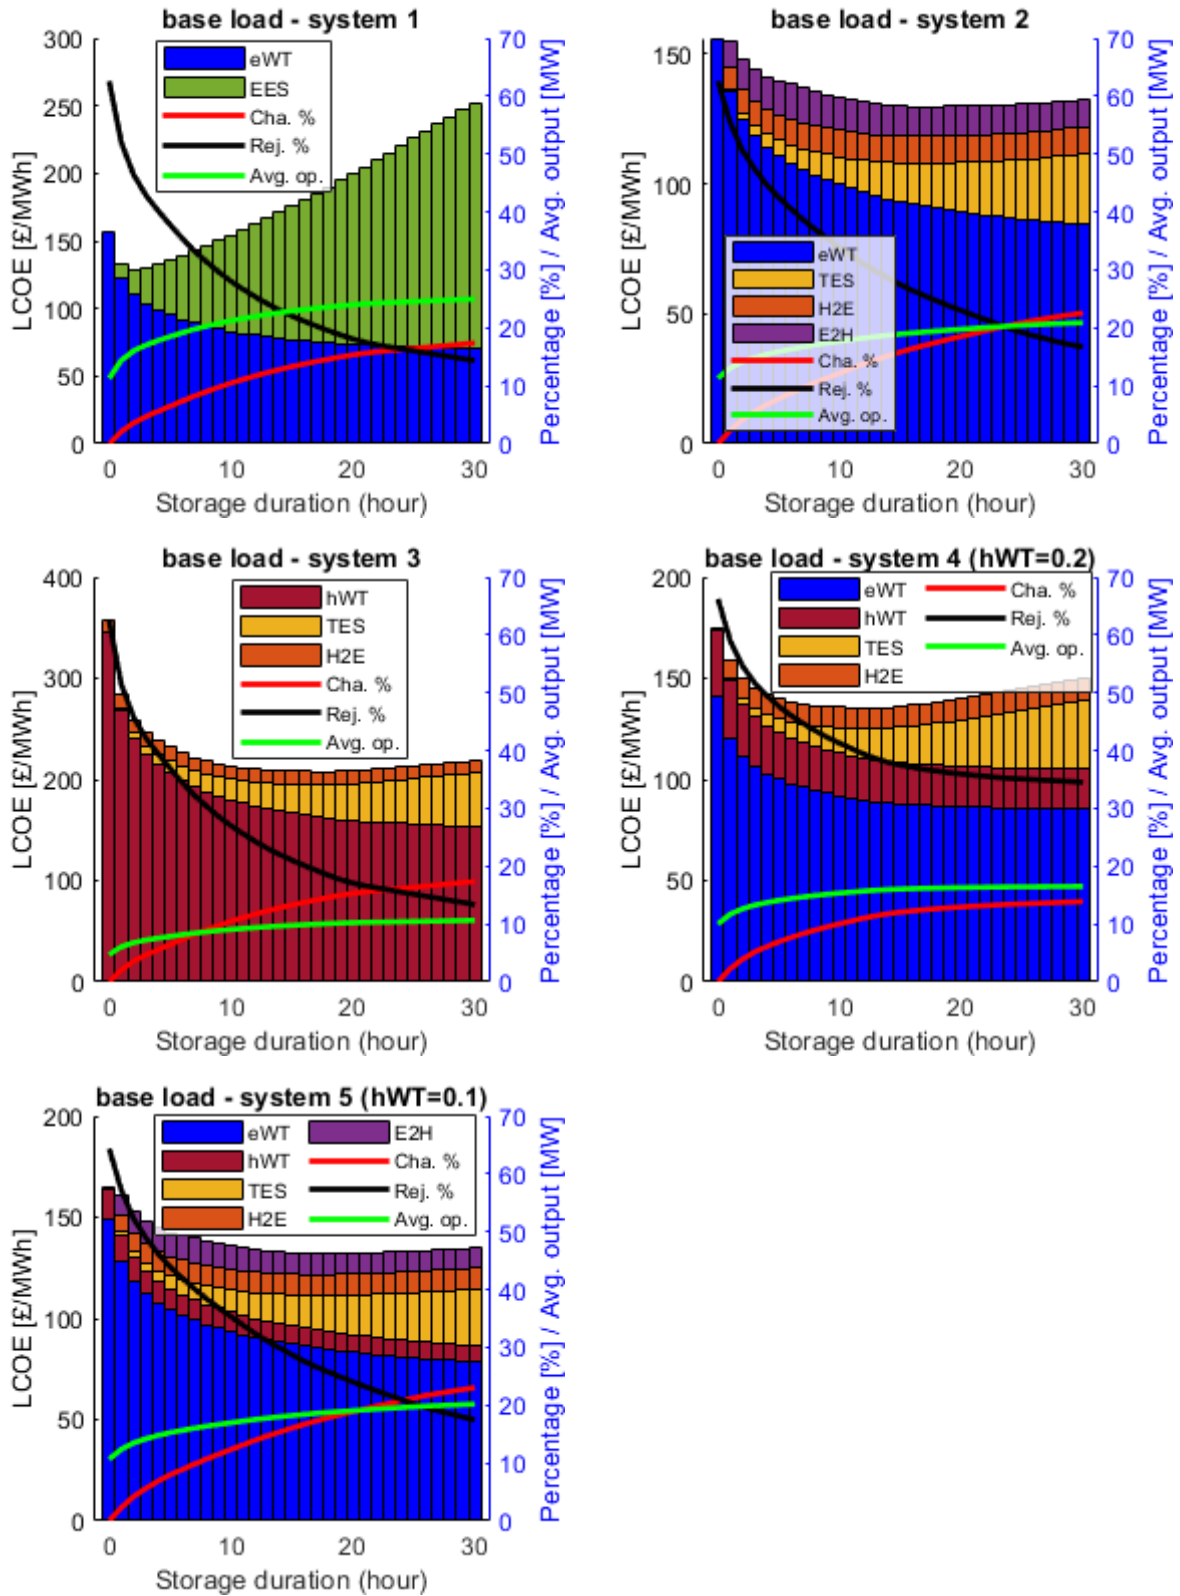 base load - system 1
300
250
200
150
100
50
0
LCOE [£/MWh]
eWT
EES
Cha. %
Rej. %
Avg. op.
70
60
50
40
30
20
10
0
Percentage [%] / Avg. output [MW]
0 10 20 30
Storage duration (hour)
base load - system 2
150
100
50
0
LCOE [£/MWh]
eWT
TES
H2E
E2H
Cha. %
Rej. %
Avg. op.
70
60
50
40
30
20
10
0
Percentage [%] / Avg. output [MW]
0 10 20 30
Storage duration (hour)
base load - system 3
400
300
200
100
0
LCOE [£/MWh]
hWT
TES
H2E
Cha. %
Rej. %
Avg. op.
70
60
50
40
30
20
10
0
Percentage [%] / Avg. output [MW]
0 10 20 30
Storage duration (hour)
base load - system 4 (hWT=0.2)
200
150
100
50
0
LCOE [£/MWh]
eWT
hWT
TES
H2E
Cha. %
Rej. %
Avg. op.
70
60
50
40
30
20
10
0
Percentage [%] / Avg. output [MW]
0 10 20 30
Storage duration (hour)
base load - system 5 (hWT=0.1)
200
150
100
50
0
LCOE [£/MWh]
eWT
hWT
TES
H2E
E2H
Cha. %
Rej. %
Avg. op.
70
60
50
40
30
20
10
0
Percentage [%] / Avg. output [MW]
0 10 20 30
Storage duration (hour)